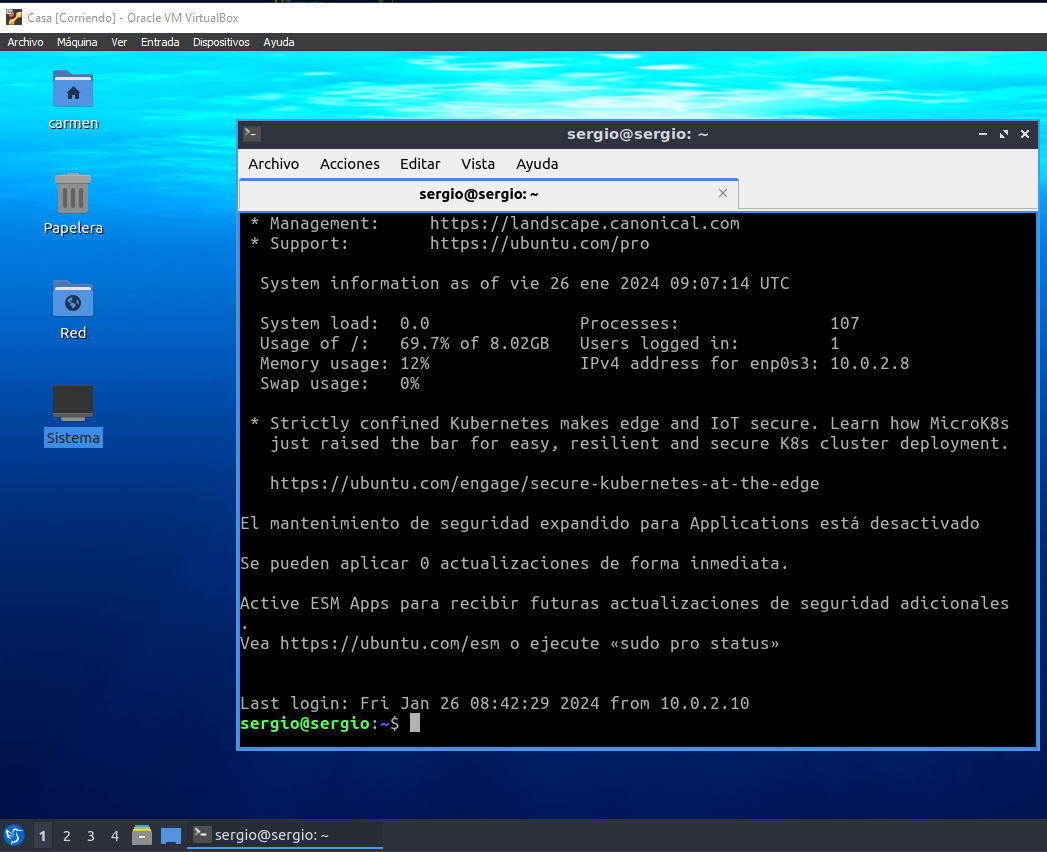 Casa [Corriendo] - Oracle VM VirtualBox
Archivo Máquina Ver Entrada Dispositivos Ayuda
carmen
Papelera
Red
Sistema
sergio@sergio: ~
Archivo Acciones Editar Vista Ayuda
sergio@sergio: ~
* Management: https://landscape.canonical.com
* Support: https://ubuntu.com/pro
System information as of vie 26 ene 2024 09:07:14 UTC
System load: 0.0 Processes: 107
Usage of /: 69.7% of 8.02GB Users logged in: 1
Memory usage: 12% IPv4 address for enp0s3: 10.0.2.8
Swap usage: 0%
* Strictly confined Kubernetes makes edge and IoT secure. Learn how MicroK8s
just raised the bar for easy, resilient and secure K8s cluster deployment.
https://ubuntu.com/engage/secure-kubernetes-at-the-edge
El mantenimiento de seguridad expandido para Applications está desactivado
Se pueden aplicar 0 actualizaciones de forma inmediata.
Active ESM Apps para recibir futuras actualizaciones de seguridad adicionales
.
Vea https://ubuntu.com/esm o ejecute «sudo pro status»
Last login: Fri Jan 26 08:42:29 2024 from 10.0.2.10
sergio@sergio:~$
1 2 3 4 sergio@sergio: ~